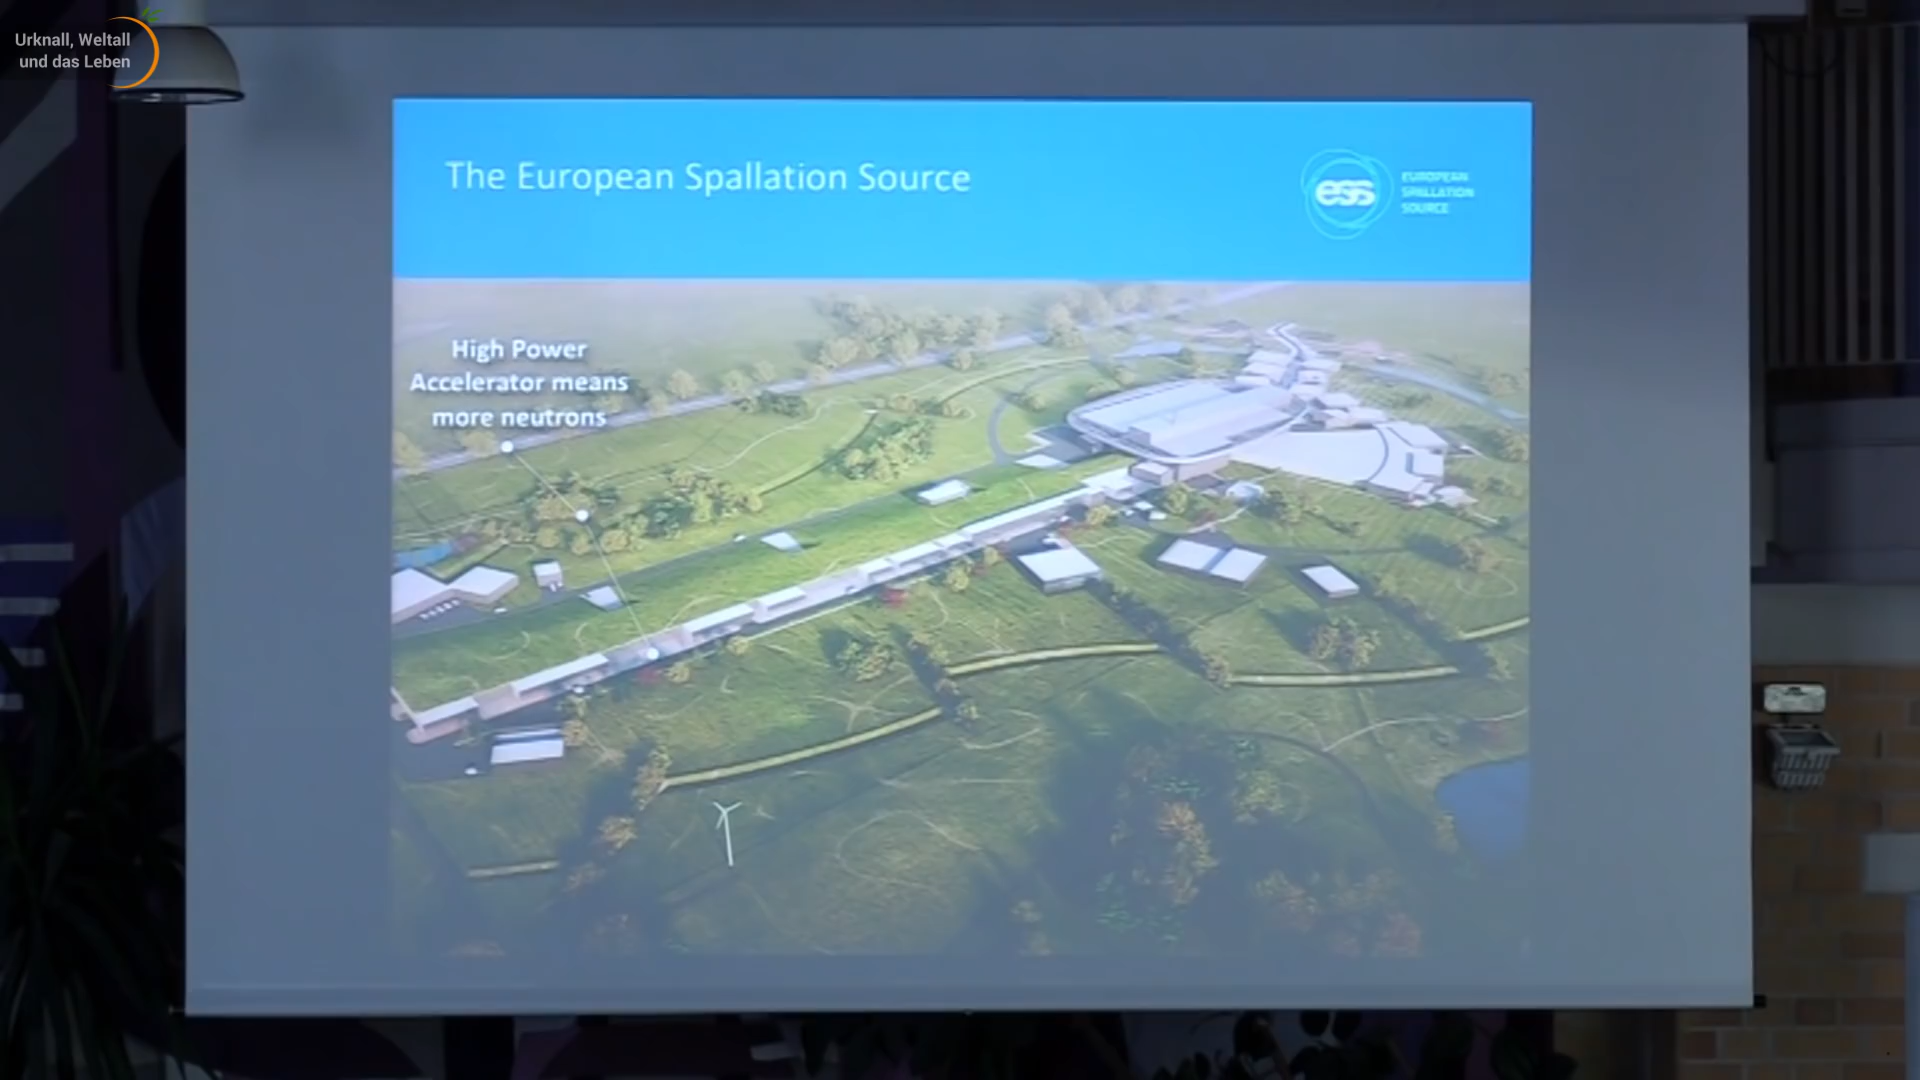 Urknall, Weltall
und das Leben
The European Spallation Source
ess
EUROPEAN
SPALLATION
SOURCE
High Power
Accelerator means
more neutrons